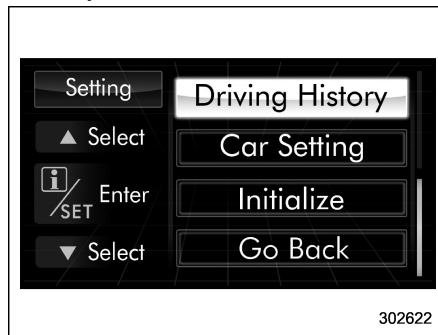 Setting
Driving History
▲ Select
Car Setting
i/SET Enter
Initialize
▼ Select
Go Back
302622